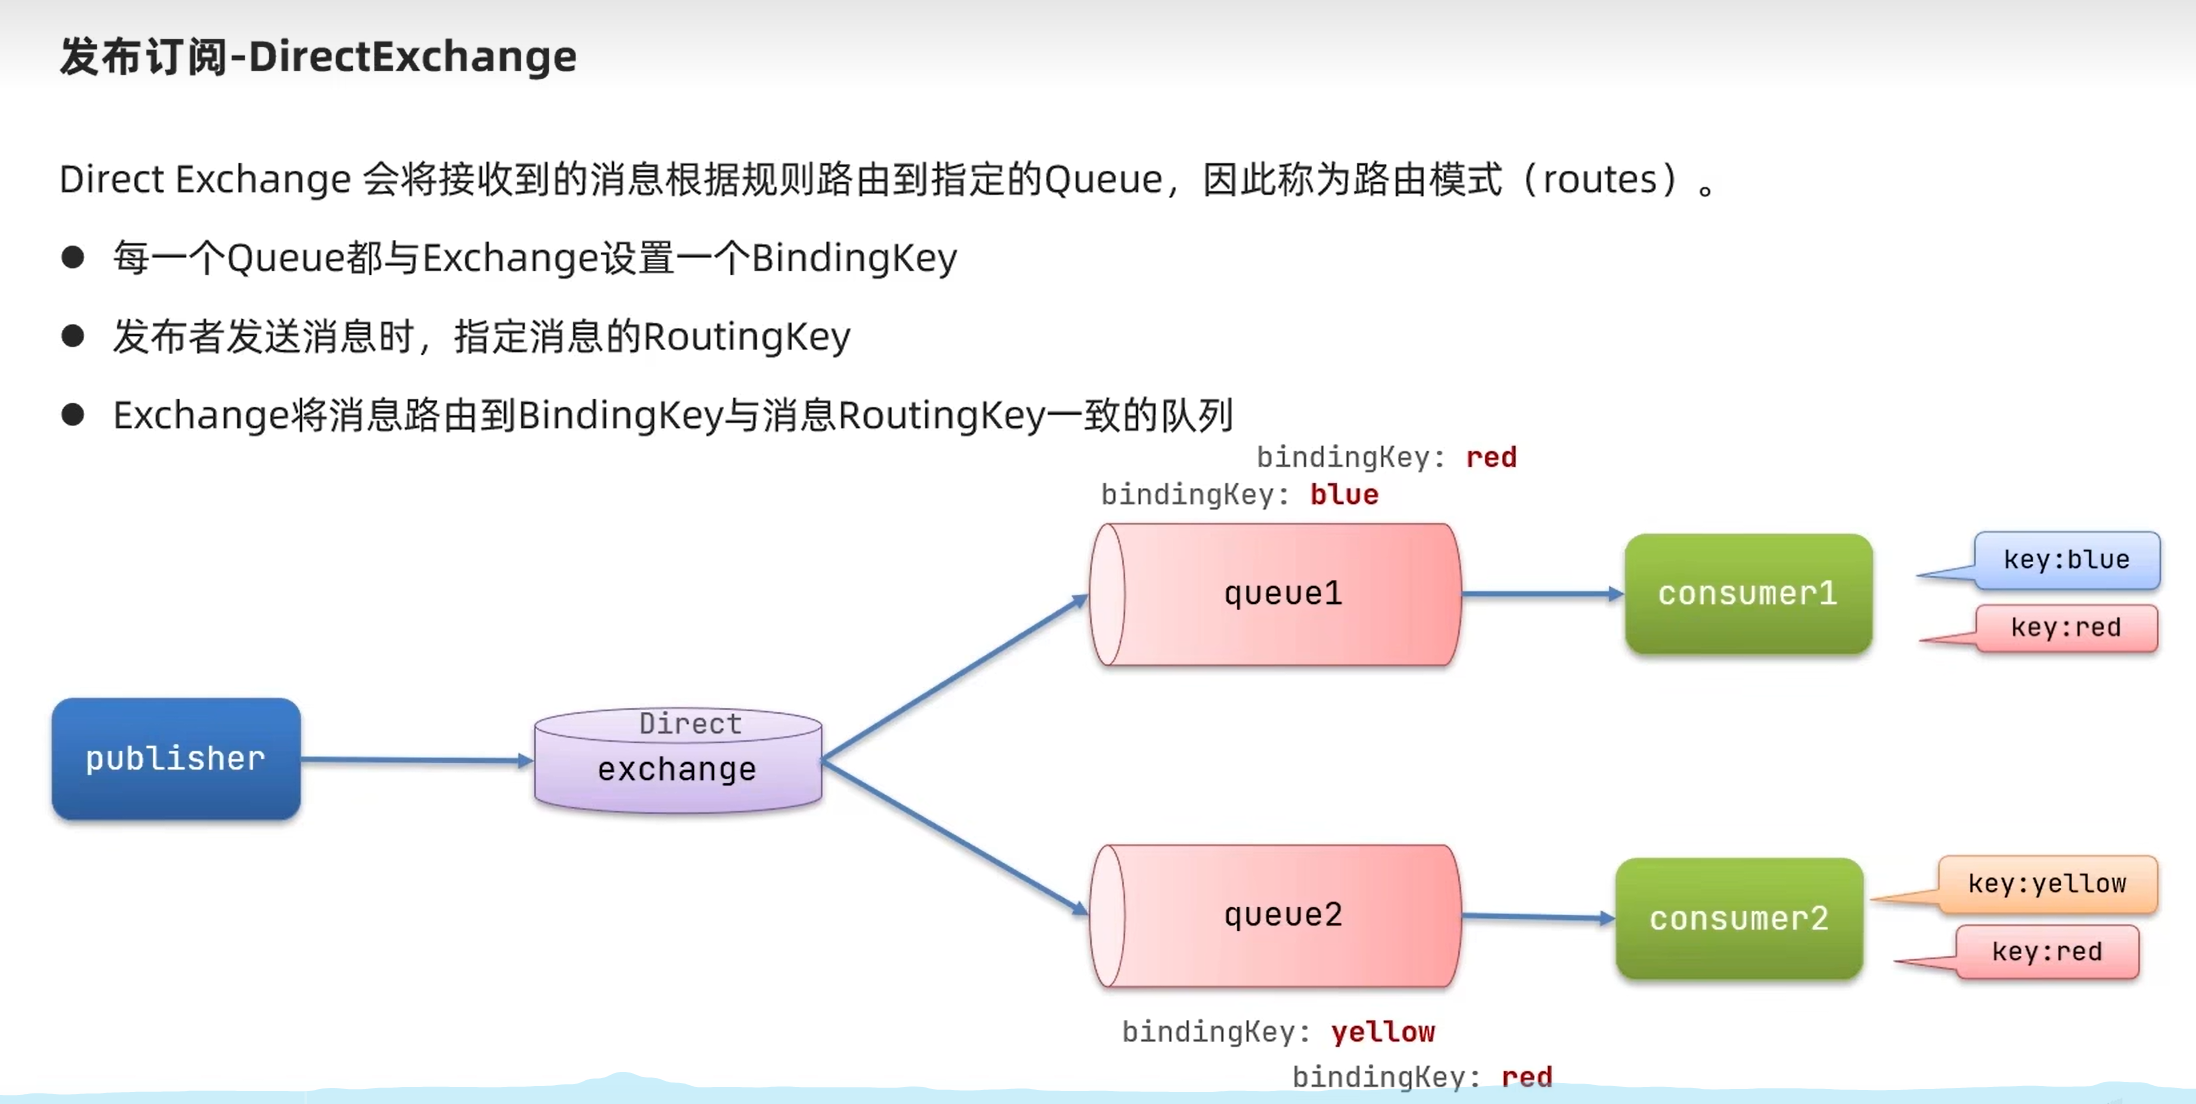 发布订阅-DirectExchange
Direct Exchange 会将接收到的消息根据规则路由到指定的Queue，因此称为路由模式（routes）。
● 每一个Queue都与Exchange设置一个BindingKey
● 发布者发送消息时，指定消息的RoutingKey
● Exchange将消息路由到BindingKey与消息RoutingKey一致的队列
bindingKey: red
bindingKey: blue
queue1
consumer1
key:blue
key:red
publisher
Direct
exchange
queue2
consumer2
key:yellow
key:red
bindingKey: yellow
bindingKey: red